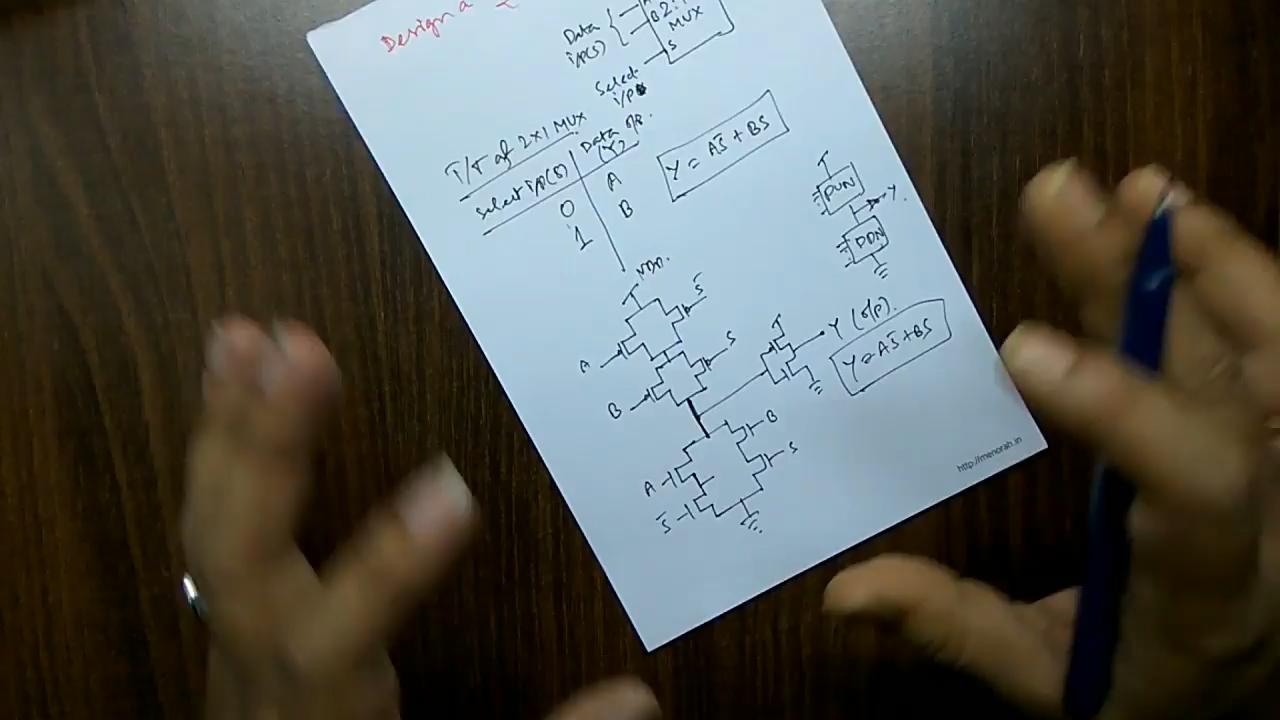 Design a
A
B 2:1
MUX
S
Data
i/p(s)
Select
i/p
T/T of 2x1 MUX
select i/p(s)
Data o/p.
(Y)
0 A
1 B
Y = AS̅ + BS
PUN
Y.
PDN
VDD.
S̅
A
S
B
Y (o/p).
Y = AS̅ + BS
B
A
S
S̅
http://menorah.in